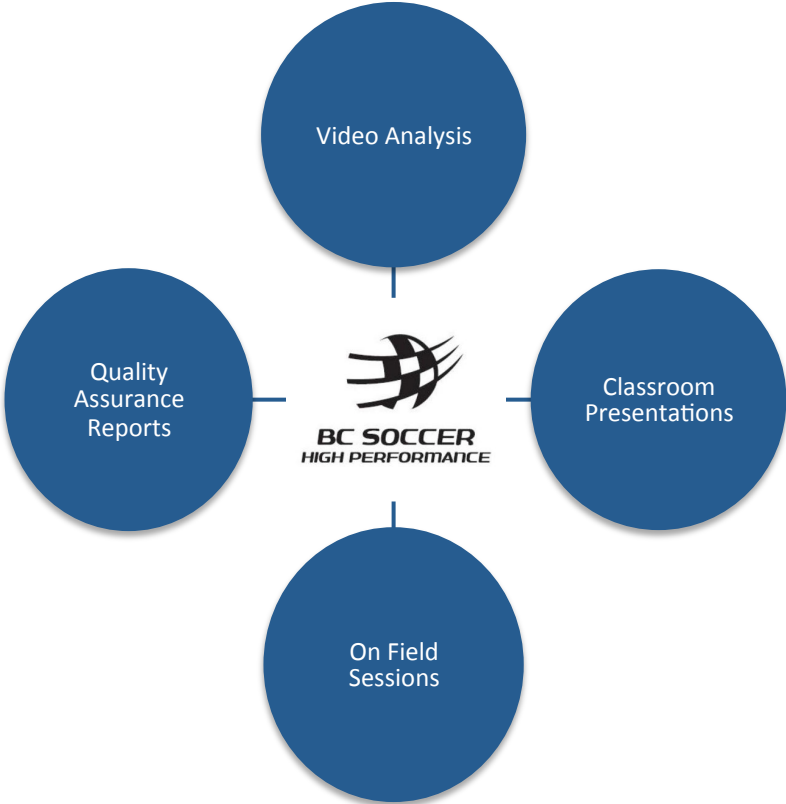 Video Analysis
Quality
Assurance
Reports
BC SOCCER
HIGH PERFORMANCE
Classroom
Presentations
On Field
Sessions